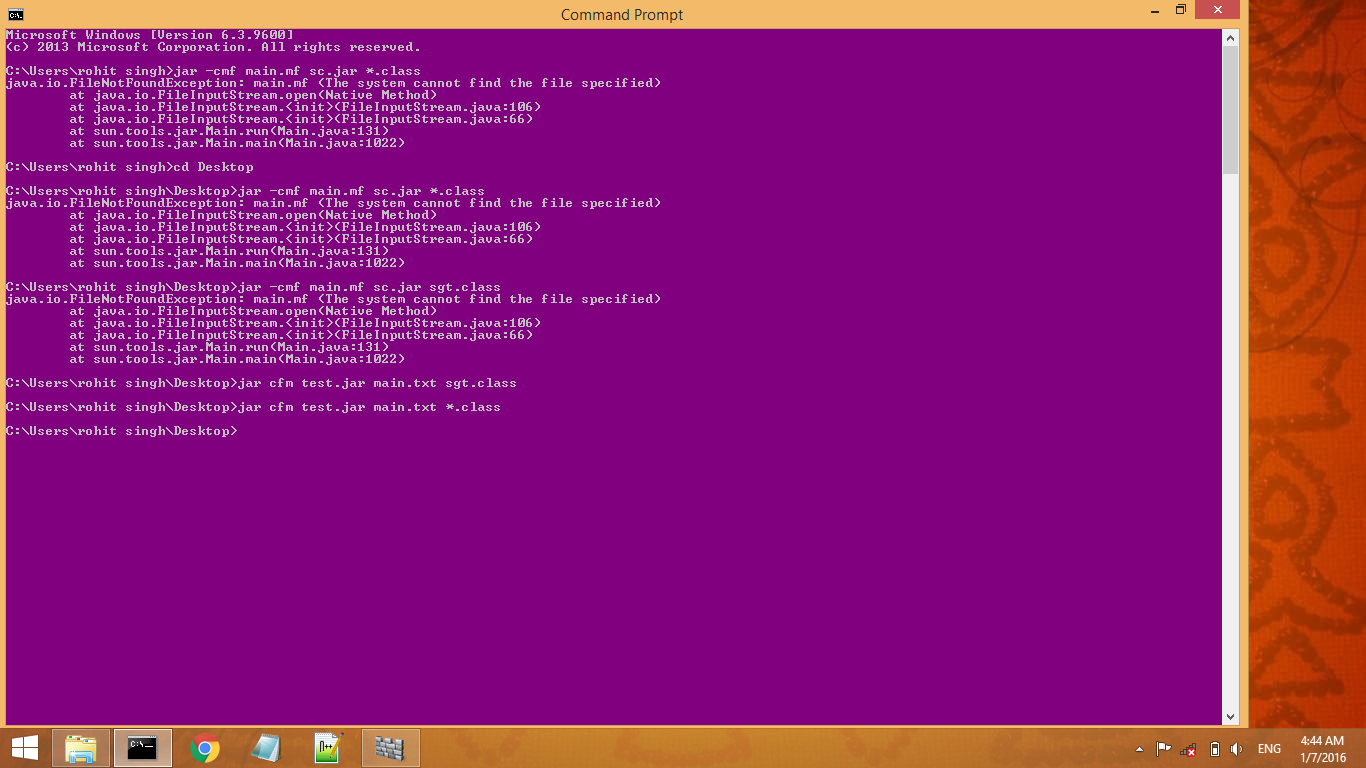 Command Prompt
Microsoft Windows [Version 6.3.9600]
(c) 2013 Microsoft Corporation. All rights reserved.
C:\Users\rohit singh>jar -cmf main.mf sc.jar *.class
java.io.FileNotFoundException: main.mf (The system cannot find the file specified)
at java.io.FileInputStream.open(Native Method)
at java.io.FileInputStream.<init>(FileInputStream.java:106)
at java.io.FileInputStream.<init>(FileInputStream.java:66)
at sun.tools.jar.Main.run(Main.java:131)
at sun.tools.jar.Main.main(Main.java:1022)
C:\Users\rohit singh>cd Desktop
C:\Users\rohit singh\Desktop>jar -cmf main.mf sc.jar *.class
java.io.FileNotFoundException: main.mf (The system cannot find the file specified)
at java.io.FileInputStream.open(Native Method)
at java.io.FileInputStream.<init>(FileInputStream.java:106)
at java.io.FileInputStream.<init>(FileInputStream.java:66)
at sun.tools.jar.Main.run(Main.java:131)
at sun.tools.jar.Main.main(Main.java:1022)
C:\Users\rohit singh\Desktop>jar -cmf main.mf sc.jar sgt.class
java.io.FileNotFoundException: main.mf (The system cannot find the file specified)
at java.io.FileInputStream.open(Native Method)
at java.io.FileInputStream.<init>(FileInputStream.java:106)
at java.io.FileInputStream.<init>(FileInputStream.java:66)
at sun.tools.jar.Main.run(Main.java:131)
at sun.tools.jar.Main.main(Main.java:1022)
C:\Users\rohit singh\Desktop>jar cfm test.jar main.txt sgt.class
C:\Users\rohit singh\Desktop>jar cfm test.jar main.txt *.class
C:\Users\rohit singh\Desktop>
ENG
4:44 AM
1/7/2016